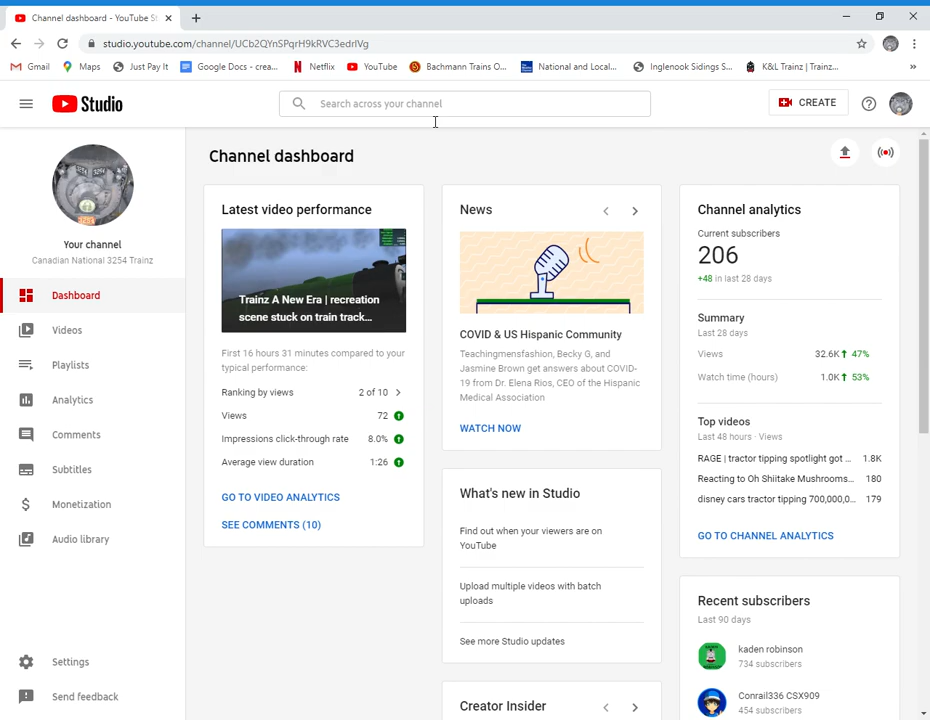 Channel dashboard - YouTube St
studio.youtube.com/channel/UCb2QYnSPqrH9kRVC3edrIVg
Gmail
Maps
Just Pay It
Google Docs - crea...
Netflix
YouTube
Bachmann Trains O...
National and Local...
Inglenook Sidings S...
K&L Trainz | Trainz...
Studio
Search across your channel
CREATE
Your channel
Canadian National 3254 Trainz
Dashboard
Videos
Playlists
Analytics
Comments
Subtitles
Monetization
Audio library
Settings
Send feedback
Channel dashboard
Latest video performance
Trainz A New Era | recreation
scene stuck on train track...
First 16 hours 31 minutes compared to your
typical performance:
Ranking by views 2 of 10
Views 72
Impressions click-through rate 8.0%
Average view duration 1:26
GO TO VIDEO ANALYTICS
SEE COMMENTS (10)
News
COVID & US Hispanic Community
Teachingmensfashion, Becky G, and
Jasmine Brown get answers about COVID-
19 from Dr. Elena Rios, CEO of the Hispanic
Medical Association
WATCH NOW
What's new in Studio
Find out when your viewers are on
YouTube
Upload multiple videos with batch
uploads
See more Studio updates
Creator Insider
Channel analytics
Current subscribers
206
+48 in last 28 days
Summary
Last 28 days
Views 32.6K 47%
Watch time (hours) 1.0K 53%
Top videos
Last 48 hours · Views
RAGE | tractor tipping spotlight got ... 1.8K
Reacting to Oh Shiitake Mushrooms... 180
disney cars tractor tipping 700,000,0... 179
GO TO CHANNEL ANALYTICS
Recent subscribers
Last 90 days
kaden robinson
734 subscribers
Conrail336 CSX909
454 subscribers